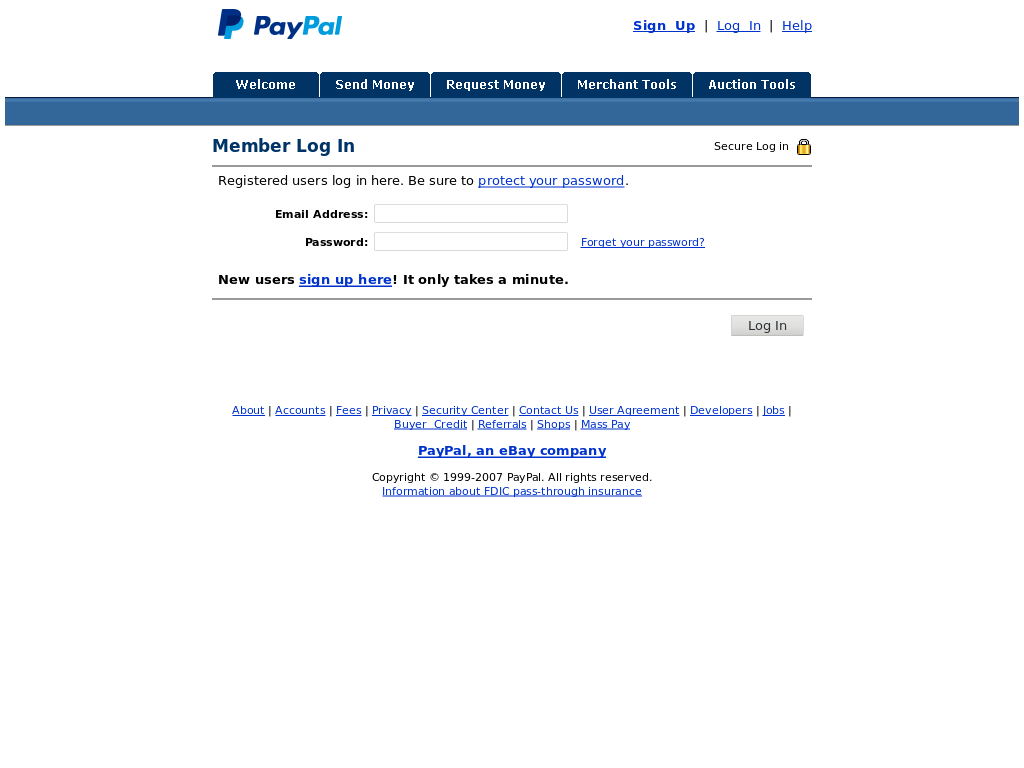 PayPal
Sign Up | Log In | Help
Welcome Send Money Request Money Merchant Tools Auction Tools
Member Log In
Secure Log in
Registered users log in here. Be sure to protect your password.
Email Address:
Password: Forget your password?
New users sign up here! It only takes a minute.
Log In
About | Accounts | Fees | Privacy | Security Center | Contact Us | User Agreement | Developers | Jobs |
Buyer Credit | Referrals | Shops | Mass Pay
PayPal, an eBay company
Copyright © 1999-2007 PayPal. All rights reserved.
Information about FDIC pass-through insurance